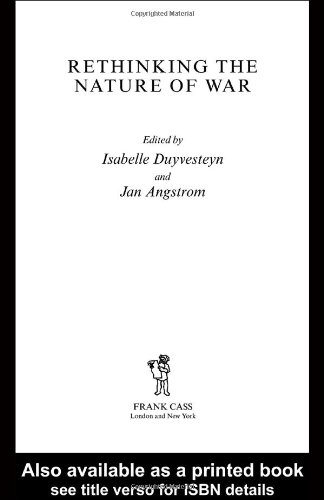 RETHINKING THE
NATURE OF WAR
Edited by
Isabelle Duyvesteyn
and
Jan Angstrom
FRANK CASS
London and New York
Also available as a printed book
see title verso for ISBN details